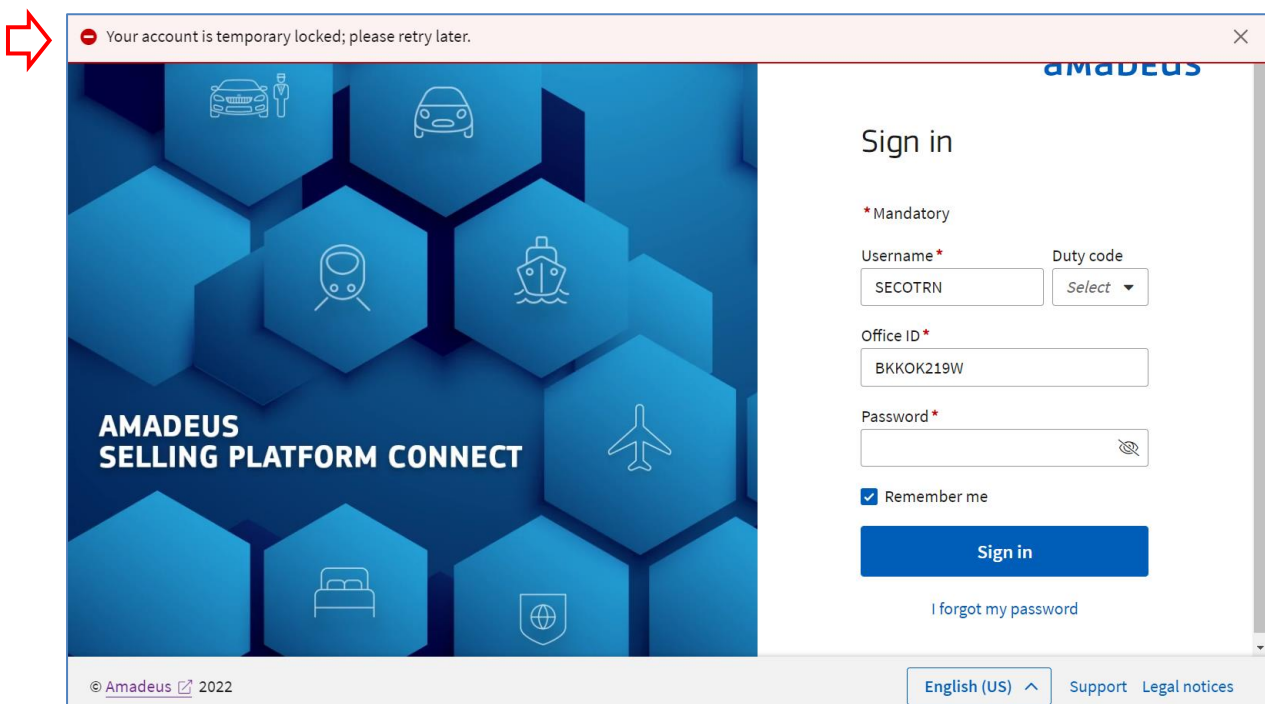 Your account is temporary locked; please retry later.
aMaDEUS
Sign in
*Mandatory
Username* Duty code
SECOTRN Select
Office ID*
BKKOK219W
Password*
Remember me
Sign in
I forgot my password
AMADEUS
SELLING PLATFORM CONNECT
© Amadeus 2022
English (US) Support Legal notices